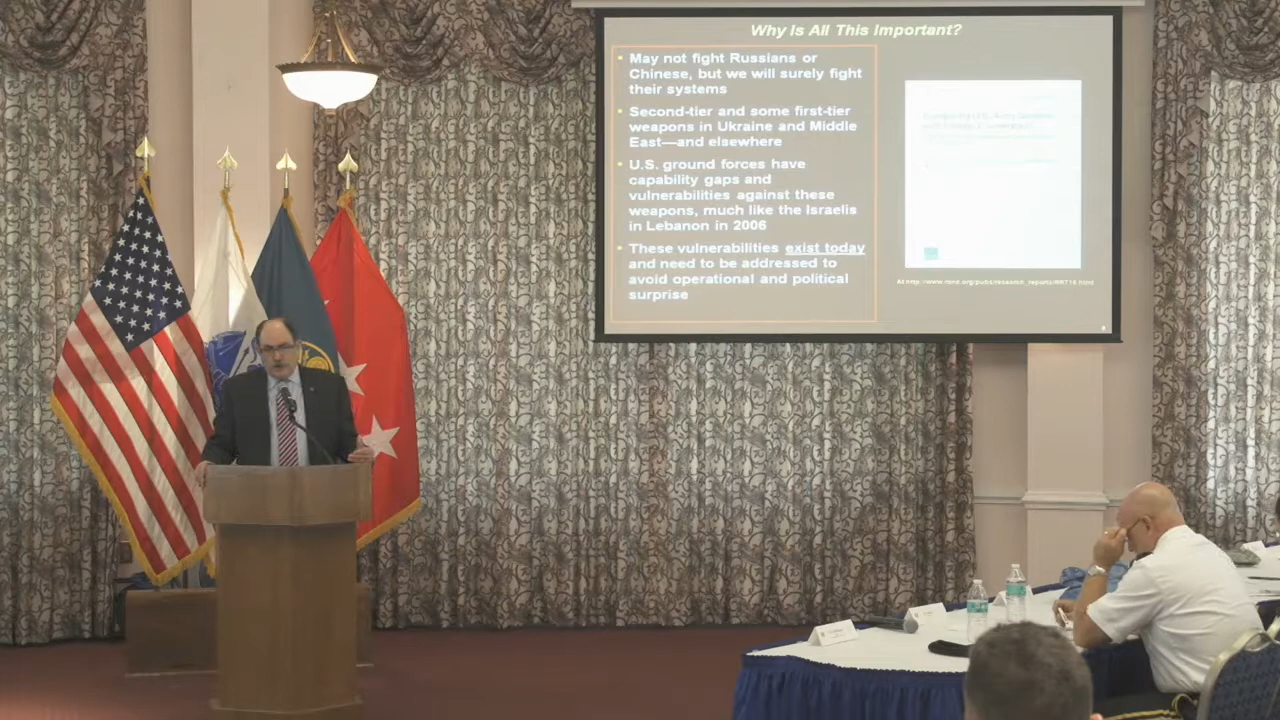 Why Is All This Important?
• May not fight Russians or
Chinese, but we will surely fight
their systems
• Second-tier and some first-tier
weapons in Ukraine and Middle
East—and elsewhere
• U.S. ground forces have
capability gaps and
vulnerabilities against these
weapons, much like the Israelis
in Lebanon in 2006
• These vulnerabilities exist today
and need to be addressed to
avoid operational and political
surprise